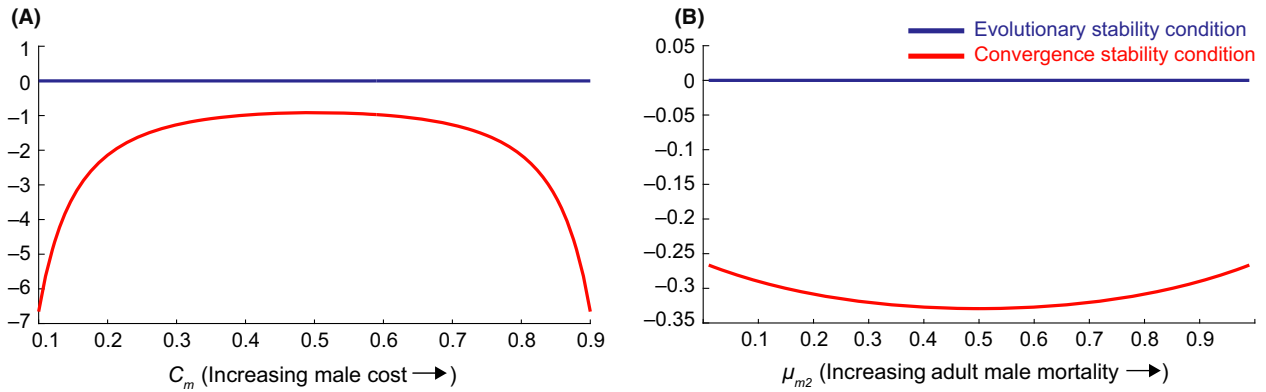 (A)
1
0
–1
–2
–3
–4
–5
–6
–7
0.1 0.2 0.3 0.4 0.5 0.6 0.7 0.8 0.9
C_m (Increasing male cost →)
(B)
Evolutionary stability condition
Convergence stability condition
0.05
0
–0.05
–0.1
–0.15
–0.2
–0.25
–0.3
–0.35
0.1 0.2 0.3 0.4 0.5 0.6 0.7 0.8 0.9
μ_m2 (Increasing adult male mortality →)